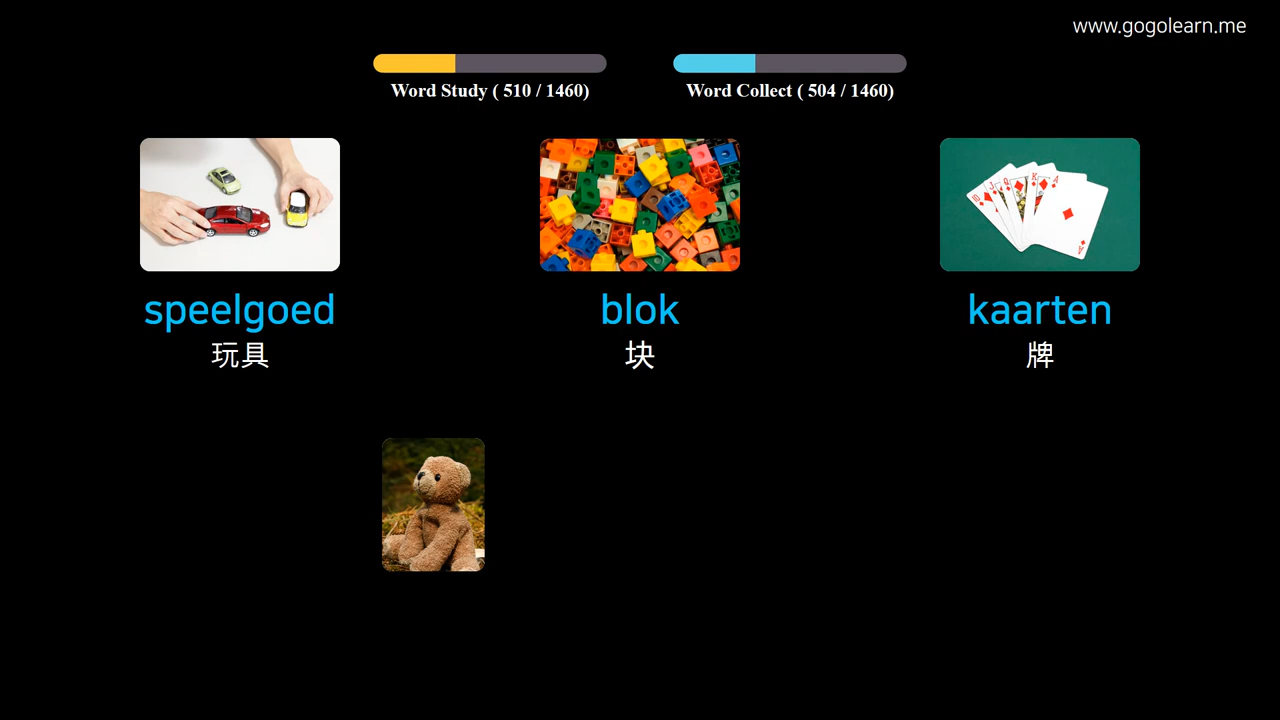 www.gogolearn.me
Word Study ( 510 / 1460)
Word Collect ( 504 / 1460)
speelgoed
玩具
blok
块
kaarten
牌